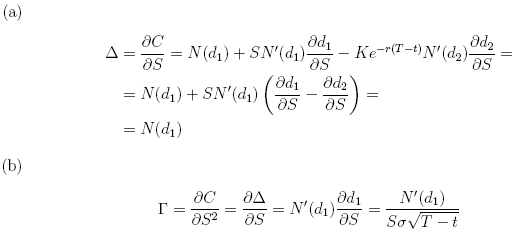 (a)
Δ = ∂C/∂S = N(d₁) + SN′(d₁) ∂d₁/∂S − Ke^{−r(T−t)} N′(d₂) ∂d₂/∂S =
= N(d₁) + SN′(d₁) (∂d₁/∂S − ∂d₂/∂S) =
= N(d₁)
(b)
Γ = ∂C/∂S² = ∂Δ/∂S = N′(d₁) ∂d₁/∂S = N′(d₁)/(Sσ√(T − t))